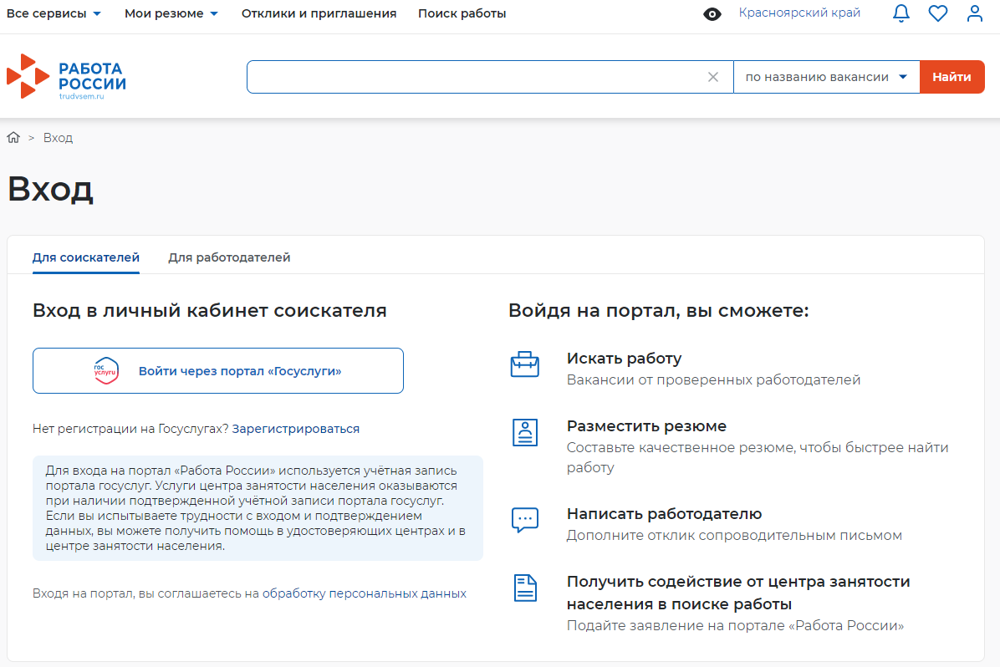 Все сервисы Мои резюме Отклики и приглашения Поиск работы Красноярский край
РАБОТА
РОССИИ
trudvsem.ru
по названию вакансии Найти
> Вход
Вход
Для соискателей Для работодателей
Вход в личный кабинет соискателя
гос
услуги
Войти через портал «Госуслуги»
Нет регистрации на Госуслугах? Зарегистрироваться
Для входа на портал «Работа России» используется учётная запись
портала госуслуг. Услуги центра занятости населения оказываются
при наличии подтвержденной учётной записи портала госуслуг.
Если вы испытываете трудности с входом и подтверждением
данных, вы можете получить помощь в удостоверяющих центрах и в
центре занятости населения.
Входя на портал, вы соглашаетесь на обработку персональных данных
Войдя на портал, вы сможете:
Искать работу
Вакансии от проверенных работодателей
Разместить резюме
Составьте качественное резюме, чтобы быстрее найти
работу
Написать работодателю
Дополните отклик сопроводительным письмом
Получить содействие от центра занятости
населения в поиске работы
Подайте заявление на портале «Работа России»